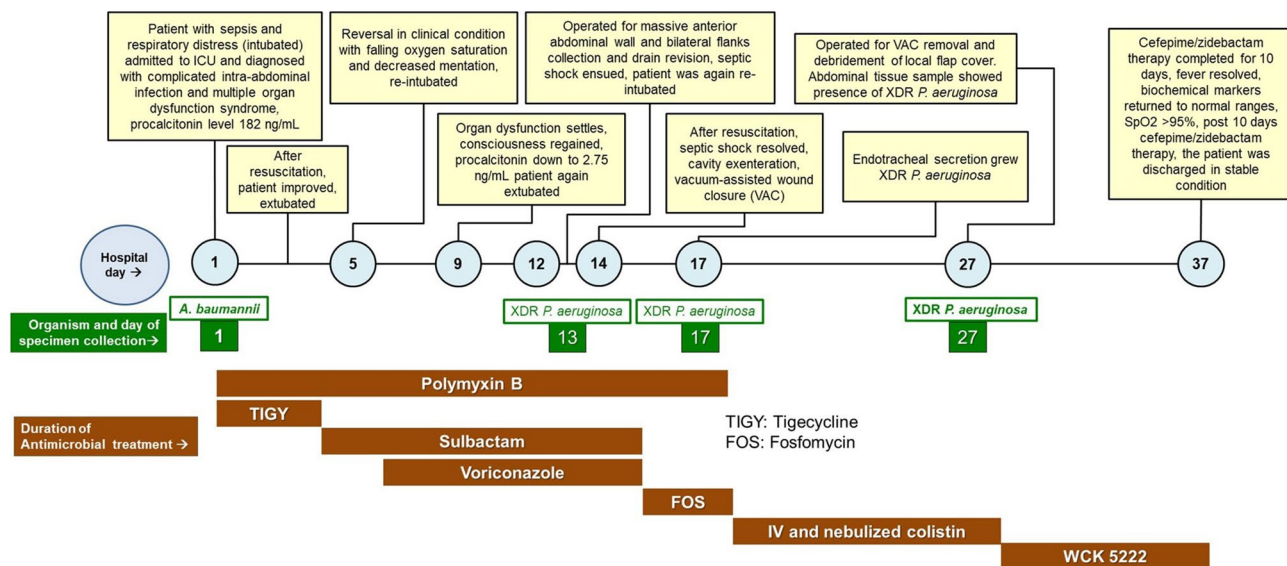 Patient with sepsis and
respiratory distress (intubated)
admitted to ICU and diagnosed
with complicated intra-abdominal
infection and multiple organ
dysfunction syndrome,
procalcitonin level 182 ng/mL
After
resuscitation,
patient improved,
extubated
Reversal in clinical condition
with falling oxygen saturation
and decreased mentation,
re-intubated
Organ dysfunction settles,
consciousness regained,
procalcitonin down to 2.75
ng/mL patient again
extubated
Operated for massive anterior
abdominal wall and bilateral flanks
collection and drain revision, septic
shock ensued, patient was again re-
intubated
After resuscitation,
septic shock resolved,
cavity exenteration,
vacuum-assisted wound
closure (VAC)
Operated for VAC removal and
debridement of local flap cover.
Abdominal tissue sample showed
presence of XDR P. aeruginosa
Endotracheal secretion grew
XDR P. aeruginosa
Cefepime/zidebactam
therapy completed for 10
days, fever resolved,
biochemical markers
returned to normal ranges,
SpO2 >95%, post 10 days
cefepime/zidebactam
therapy, the patient was
discharged in stable
condition
Hospital
day →
1
5
9
12
14
17
27
37
Organism and day of
specimen collection→
A. baumannii
1
XDR P. aeruginosa
13
XDR P. aeruginosa
17
XDR P. aeruginosa
27
Duration of
Antimicrobial treatment →
Polymyxin B
TIGY
Sulbactam
Voriconazole
FOS
IV and nebulized colistin
WCK 5222
TIGY: Tigecycline
FOS: Fosfomycin